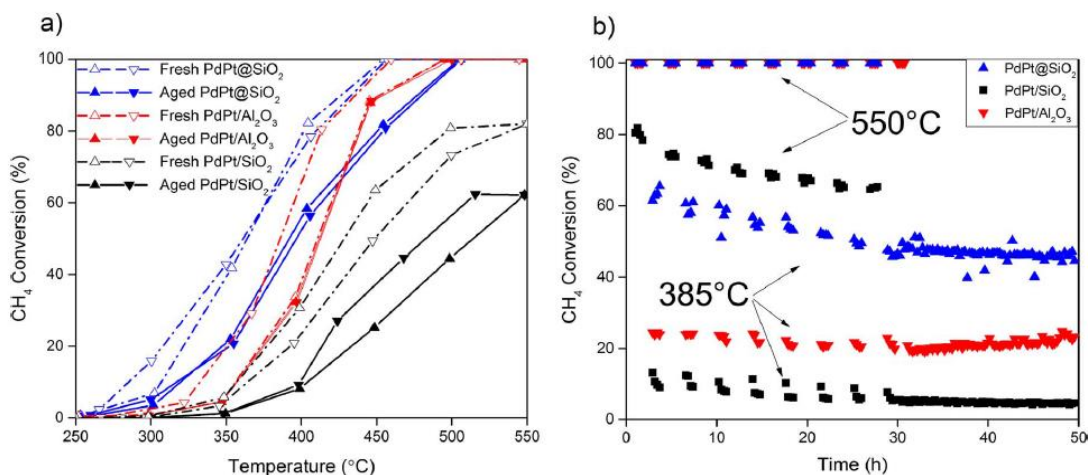 a)
CH₄ Conversion (%)
100
80
60
40
20
0
Fresh PdPt@SiO₂
Aged PdPt@SiO₂
Fresh PdPt/Al₂O₃
Aged PdPt/Al₂O₃
Fresh PdPt/SiO₂
Aged PdPt/SiO₂
250 300 350 400 450 500 550
Temperature (°C)
b)
CH₄ Conversion (%)
100
80
60
40
20
0
PdPt@SiO₂
PdPt/SiO₂
PdPt/Al₂O₃
550°C
385°C
0 10 20 30 40 50
Time (h)